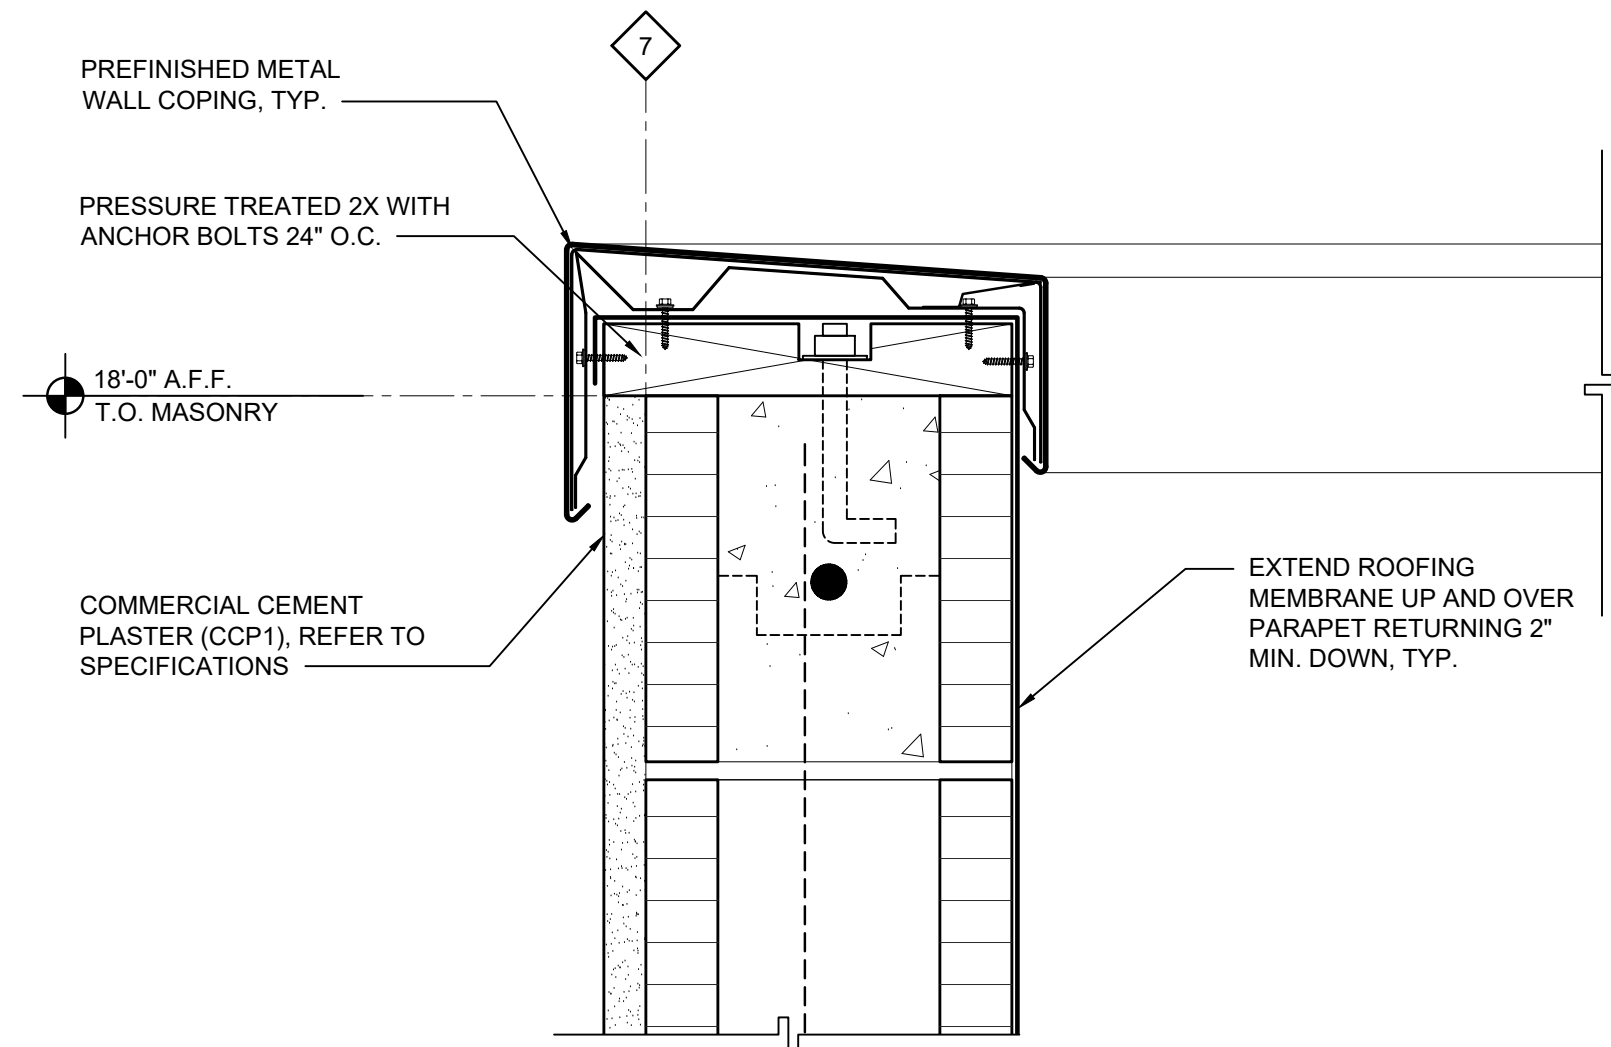 7
PREFINISHED METAL
WALL COPING, TYP.
PRESSURE TREATED 2X WITH
ANCHOR BOLTS 24" O.C.
18'-0" A.F.F.
T.O. MASONRY
COMMERCIAL CEMENT
PLASTER (CCP1), REFER TO
SPECIFICATIONS
EXTEND ROOFING
MEMBRANE UP AND OVER
PARAPET RETURNING 2"
MIN. DOWN, TYP.